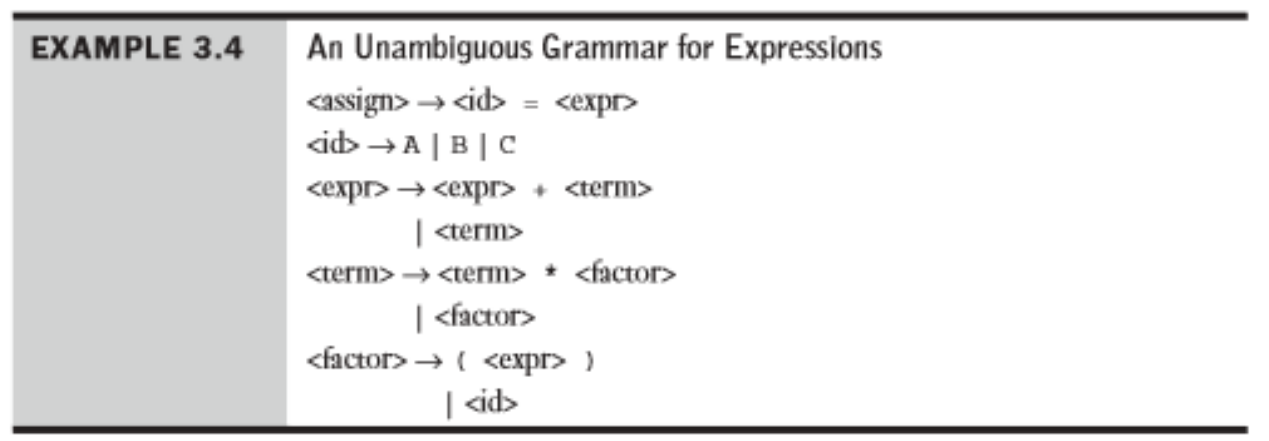 EXAMPLE 3.4 An Unambiguous Grammar for Expressions
<assign> → <id> = <expr>
<id> → A | B | C
<expr> → <expr> + <term>
| <term>
<term> → <term> * <factor>
| <factor>
<factor> → ( <expr> )
| <id>